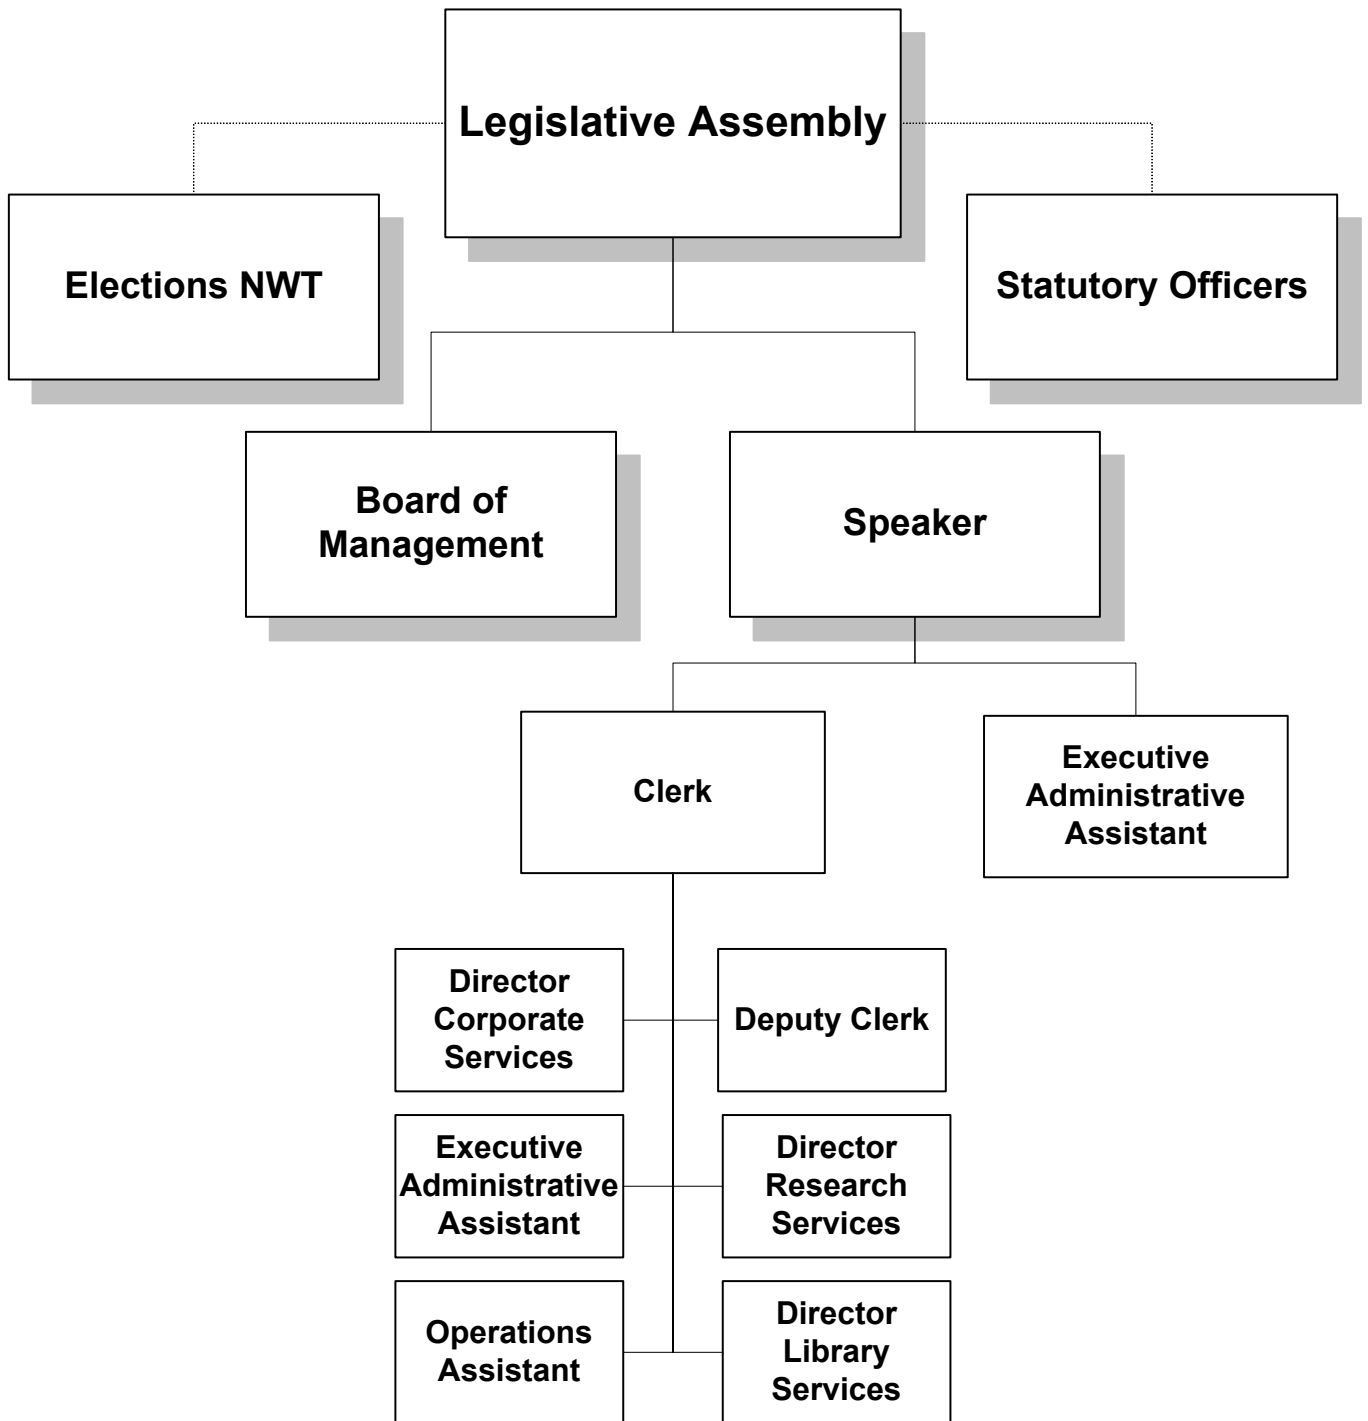 Legislative Assembly
Elections NWT
Statutory Officers
Board of
Management
Speaker
Clerk
Executive
Administrative
Assistant
Director
Corporate
Services
Deputy Clerk
Executive
Administrative
Assistant
Director
Research
Services
Operations
Assistant
Director
Library
Services